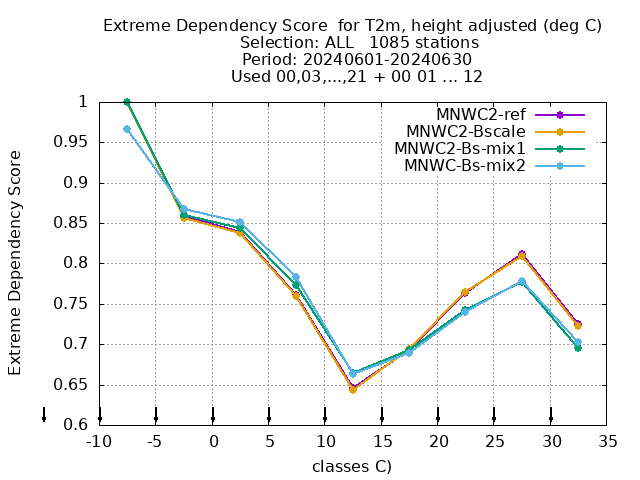 Extreme Dependency Score  for T2m, height adjusted (deg C)
Selection: ALL   1085 stations
Period: 20240601-20240630
Used 00,03,...,21 + 00 01 ... 12
MNWC2-ref
MNWC2-Bscale
MNWC2-Bs-mix1
MNWC-Bs-mix2
Extreme Dependency Score
1
0.95
0.9
0.85
0.8
0.75
0.7
0.65
0.6
-10 -5 0 5 10 15 20 25 30 35
classes C)